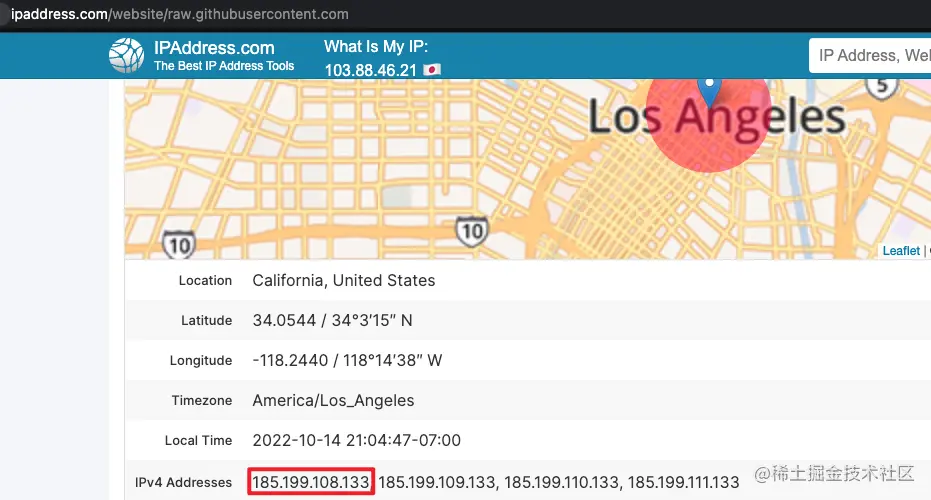 ipaddress.com/website/raw.githubusercontent.com
IPAddress.com
The Best IP Address Tools
What Is My IP:
103.88.46.21
IP Address, Wel
Los Angeles
5
10
10
Leaflet |
Location California, United States
Latitude 34.0544 / 34°3′15″ N
Longitude -118.2440 / 118°14′38″ W
Timezone America/Los_Angeles
Local Time 2022-10-14 21:04:47-07:00
IPv4 Addresses 185.199.108.133, 185.199.109.133, 185.199.110.133, 185.199.111.133
@稀土掘金技术社区